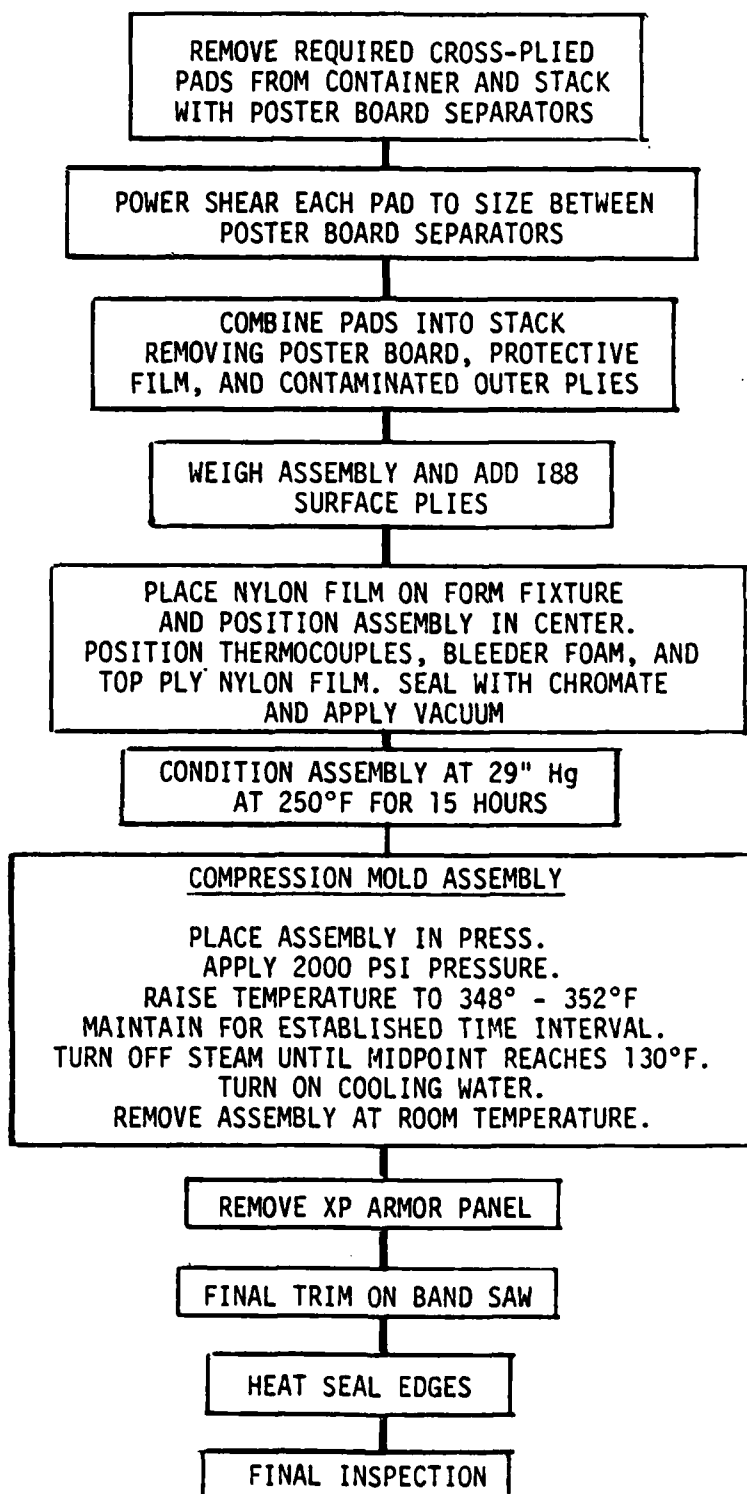 REMOVE REQUIRED CROSS-PLIED
PADS FROM CONTAINER AND STACK
WITH POSTER BOARD SEPARATORS
POWER SHEAR EACH PAD TO SIZE BETWEEN
POSTER BOARD SEPARATORS
COMBINE PADS INTO STACK
REMOVING POSTER BOARD, PROTECTIVE
FILM, AND CONTAMINATED OUTER PLIES
WEIGH ASSEMBLY AND ADD I88
SURFACE PLIES
PLACE NYLON FILM ON FORM FIXTURE
AND POSITION ASSEMBLY IN CENTER.
POSITION THERMOCOUPLES, BLEEDER FOAM, AND
TOP PLY NYLON FILM. SEAL WITH CHROMATE
AND APPLY VACUUM
CONDITION ASSEMBLY AT 29" Hg
AT 250°F FOR 15 HOURS
COMPRESSION MOLD ASSEMBLY
PLACE ASSEMBLY IN PRESS.
APPLY 2000 PSI PRESSURE.
RAISE TEMPERATURE TO 348° - 352°F
MAINTAIN FOR ESTABLISHED TIME INTERVAL.
TURN OFF STEAM UNTIL MIDPOINT REACHES 130°F.
TURN ON COOLING WATER.
REMOVE ASSEMBLY AT ROOM TEMPERATURE.
REMOVE XP ARMOR PANEL
FINAL TRIM ON BAND SAW
HEAT SEAL EDGES
FINAL INSPECTION